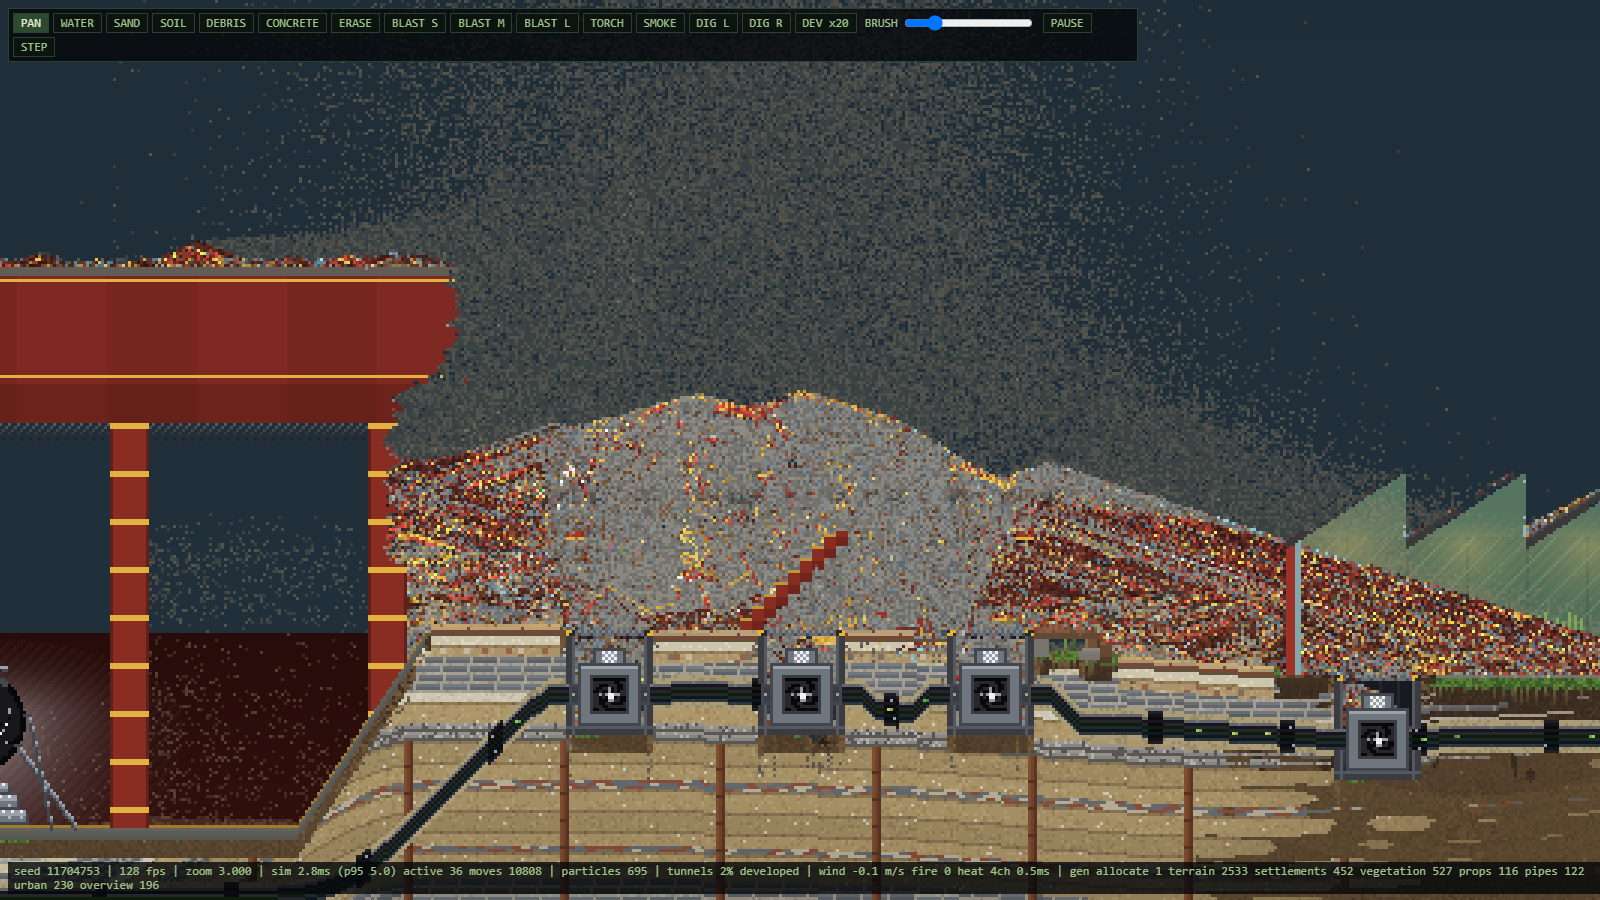 PAN WATER SAND SOIL DEBRIS CONCRETE ERASE BLAST S BLAST M BLAST L TORCH SMOKE DIG L DIG R DEV x20 BRUSH PAUSE
STEP
seed 11704753 | 128 fps | zoom 3.000 | sim 2.8ms (p95 5.0) active 36 moves 10808 | particles 695 | tunnels 2% developed | wind -0.1 m/s fire 0 heat 4ch 0.5ms | gen allocate 1 terrain 2533 settlements 452 vegetation 527 props 116 pipes 122
urban 230 overview 196